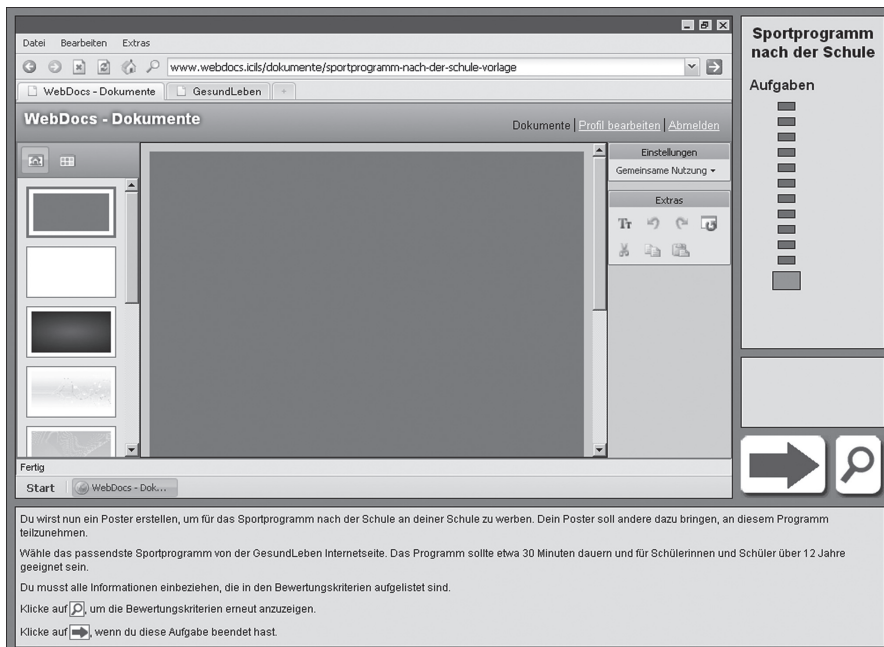 Datei Bearbeiten Extras
www.webdocs.icils/dokumente/sportprogramm-nach-der-schule-vorlage
WebDocs - Dokumente GesundLeben +
WebDocs - Dokumente
Dokumente | Profil bearbeiten | Abmelden
Einstellungen
Gemeinsame Nutzung
Extras
TT
Fertig
Start WebDocs - Dok...
Sportprogramm
nach der Schule
Aufgaben
Du wirst nun ein Poster erstellen, um für das Sportprogramm nach der Schule an deiner Schule zu werben. Dein Poster soll andere dazu bringen, an diesem Programm
teilzunehmen.
Wähle das passendste Sportprogramm von der GesundLeben Internetseite. Das Programm sollte etwa 30 Minuten dauern und für Schülerinnen und Schüler über 12 Jahre
geeignet sein.
Du musst alle Informationen einbeziehen, die in den Bewertungskriterien aufgelistet sind.
Klicke auf , um die Bewertungskriterien erneut anzuzeigen.
Klicke auf , wenn du diese Aufgabe beendet hast.